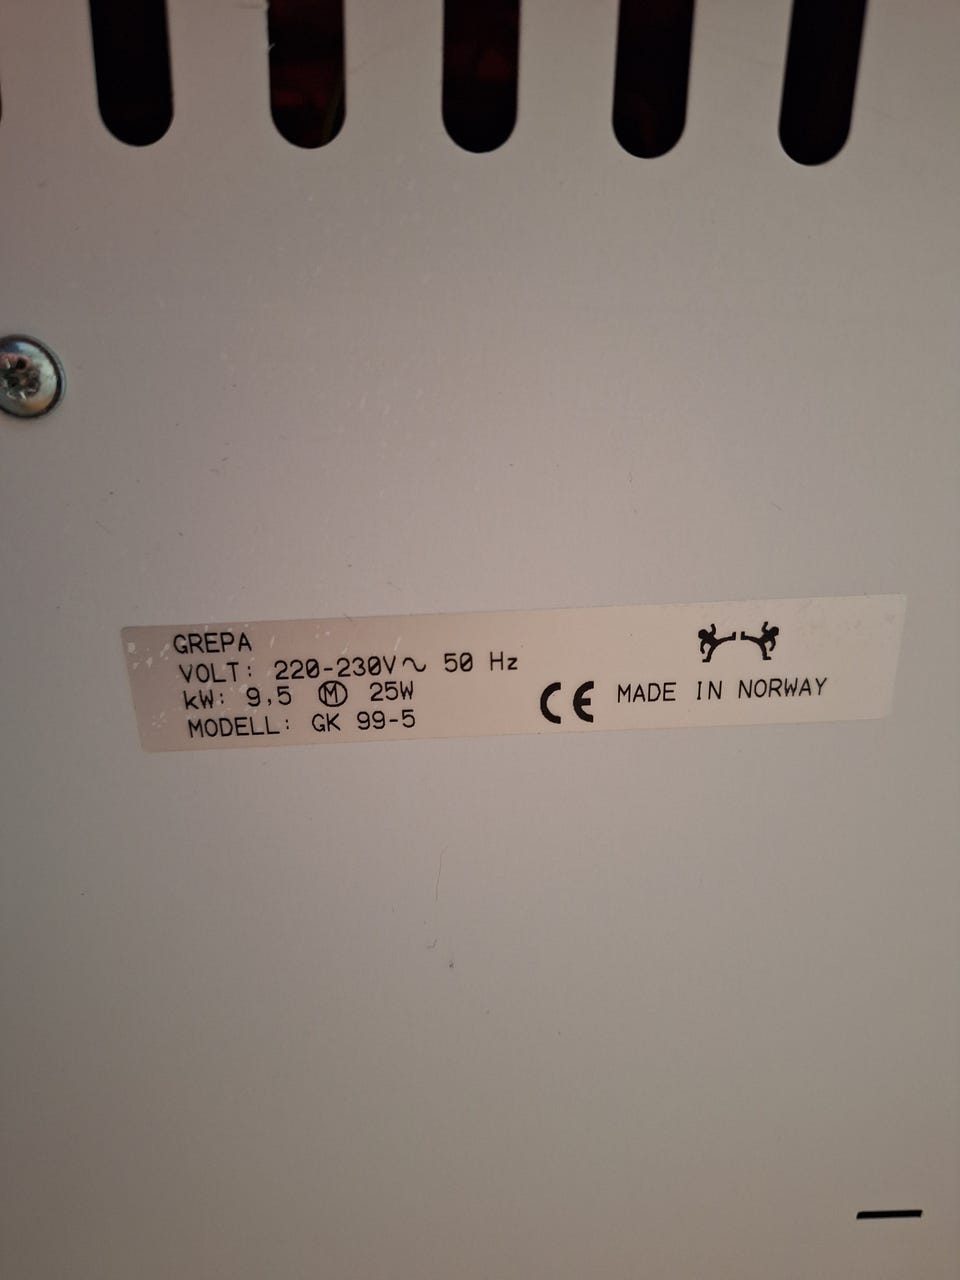 GREPA
VOLT: 220-230V~ 50 Hz
kW: 9,5 Ⓜ 25W
MODELL: GK 99-5
CE MADE IN NORWAY